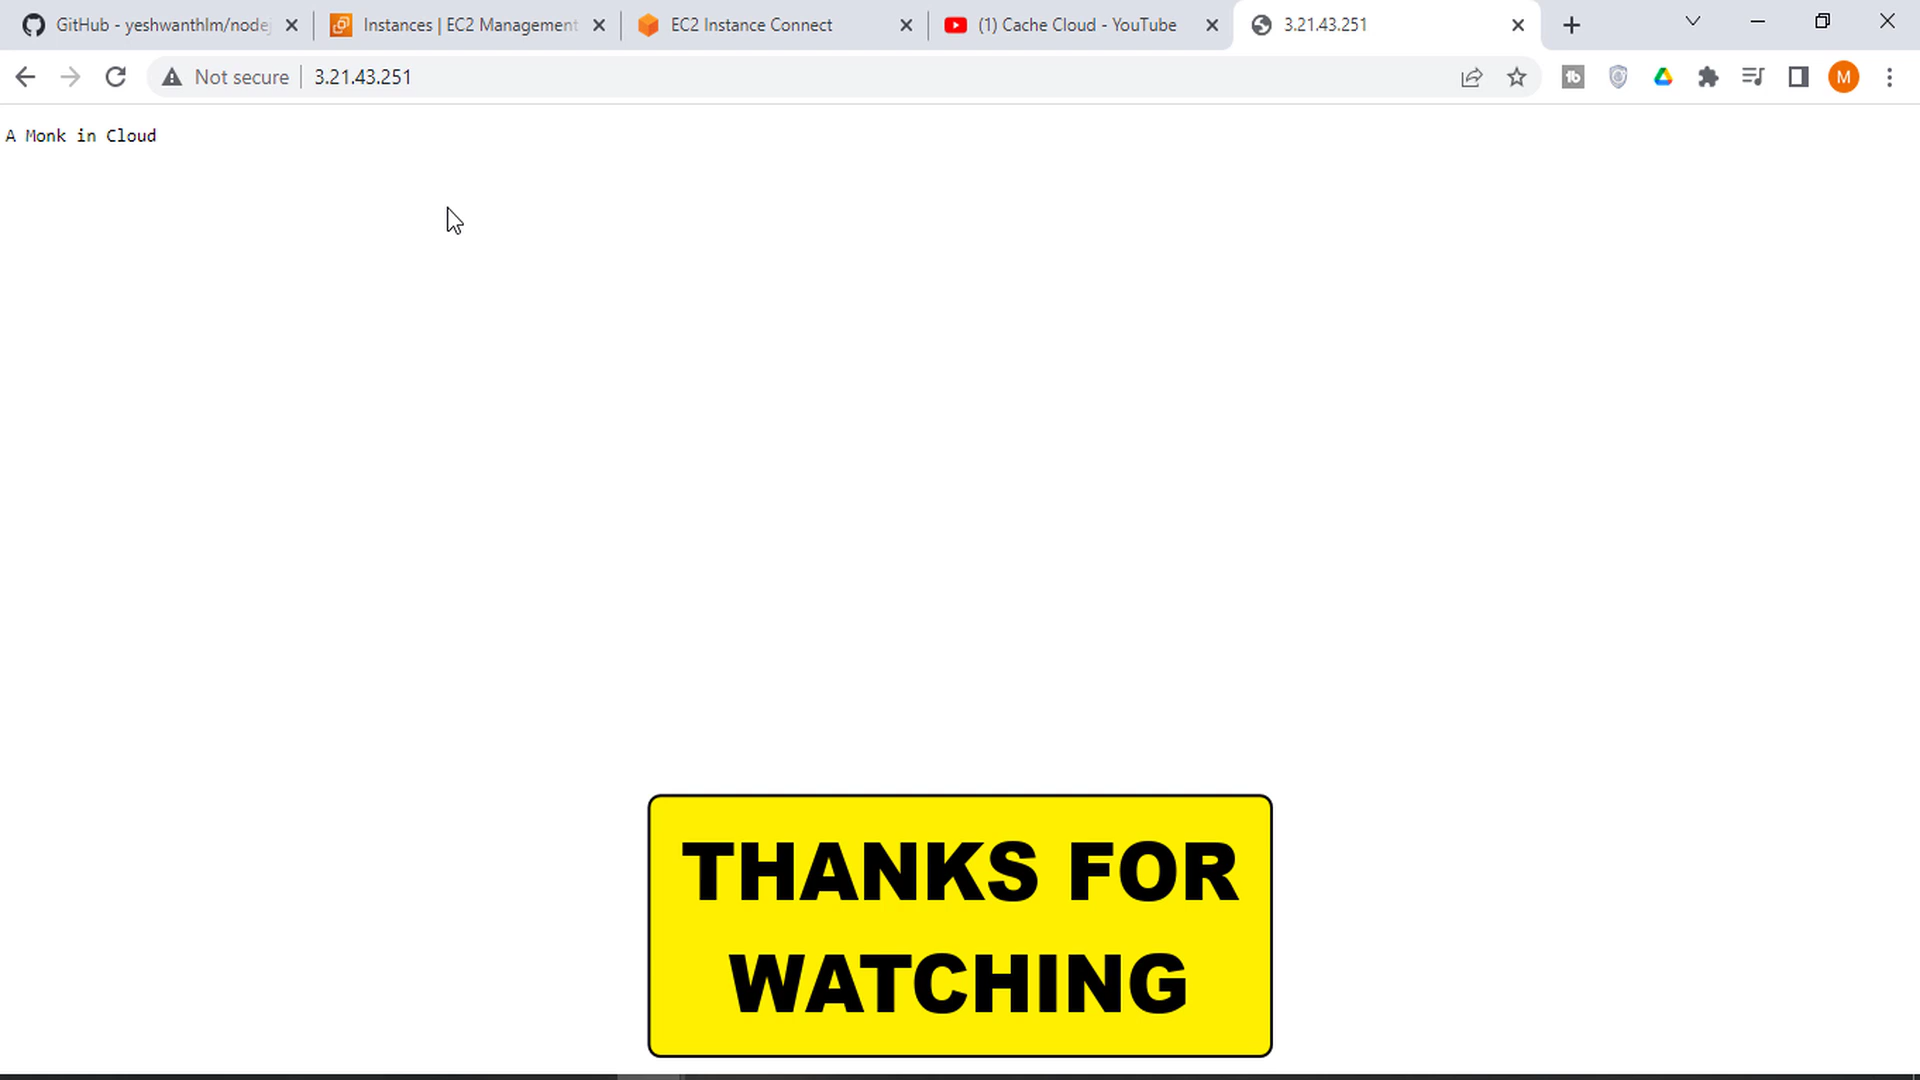 GitHub - yeshwanthlm/nodej
Instances | EC2 Management
EC2 Instance Connect
(1) Cache Cloud - YouTube
3.21.43.251
Not secure
3.21.43.251
M
A Monk in Cloud
THANKS FOR
WATCHING